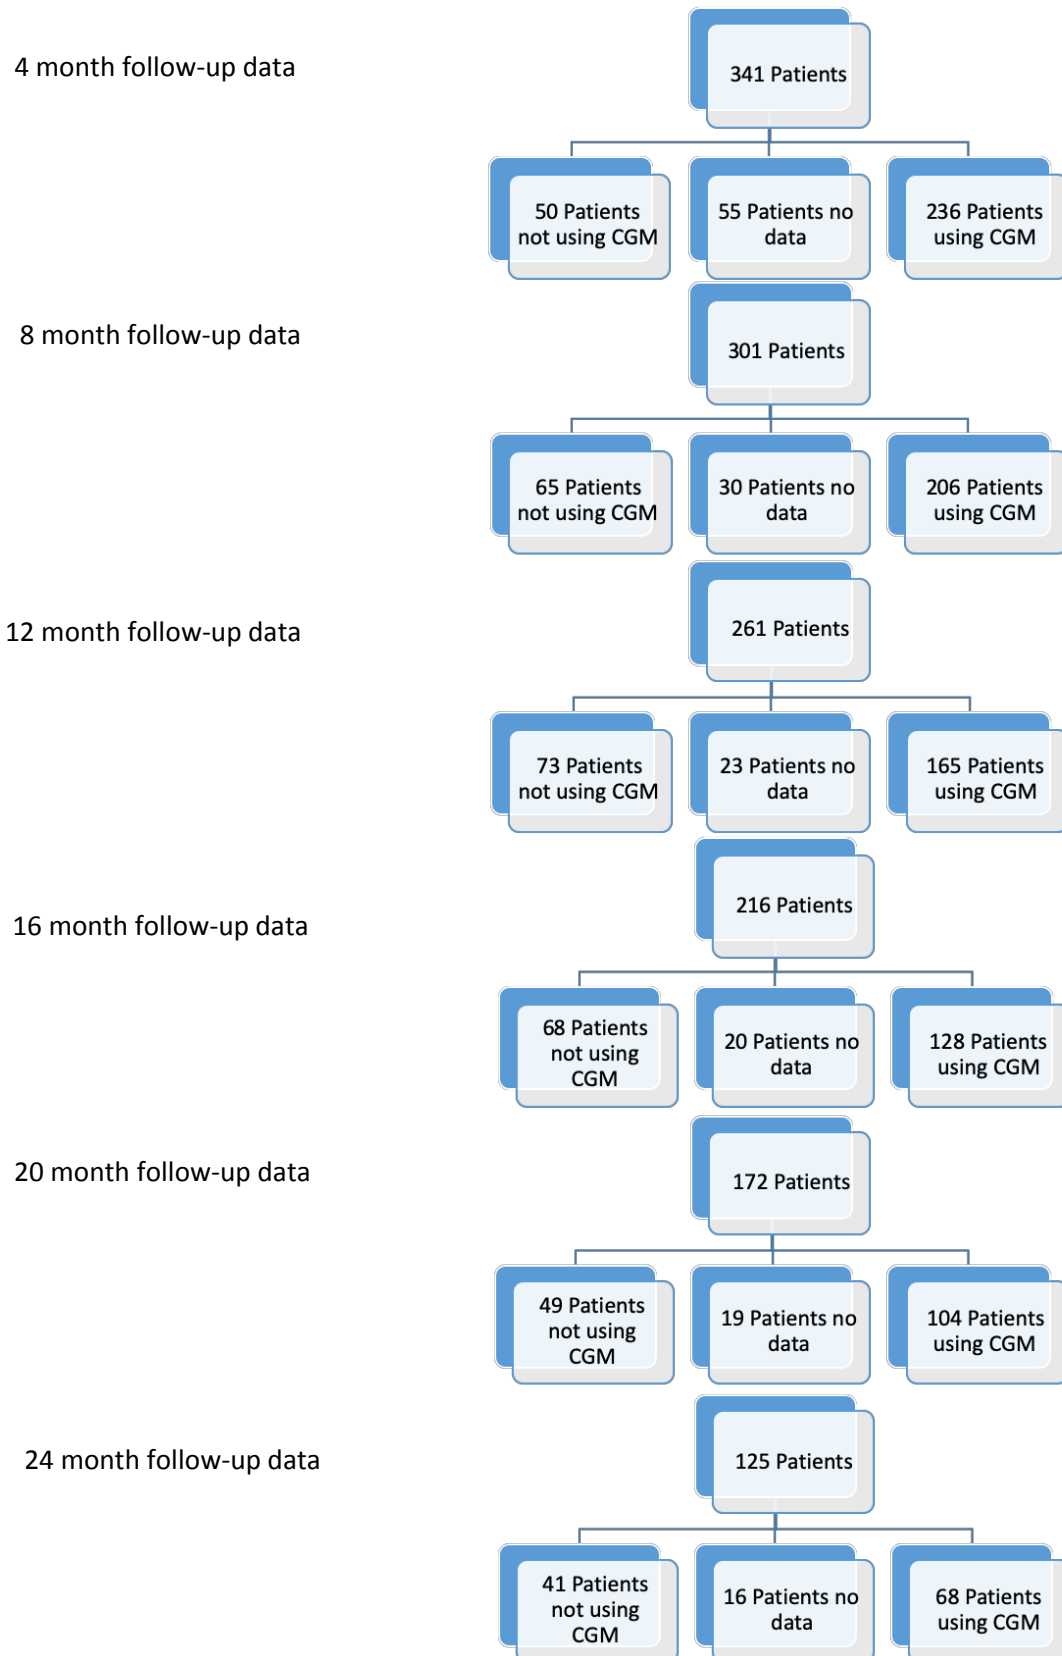 4 month follow-up data
341 Patients
50 Patients
not using CGM
55 Patients no
data
236 Patients
using CGM
8 month follow-up data
301 Patients
65 Patients
not using CGM
30 Patients no
data
206 Patients
using CGM
12 month follow-up data
261 Patients
73 Patients
not using CGM
23 Patients no
data
165 Patients
using CGM
16 month follow-up data
216 Patients
68 Patients
not using
CGM
20 Patients no
data
128 Patients
using CGM
20 month follow-up data
172 Patients
49 Patients
not using
CGM
19 Patients no
data
104 Patients
using CGM
24 month follow-up data
125 Patients
41 Patients
not using
CGM
16 Patients no
data
68 Patients
using CGM